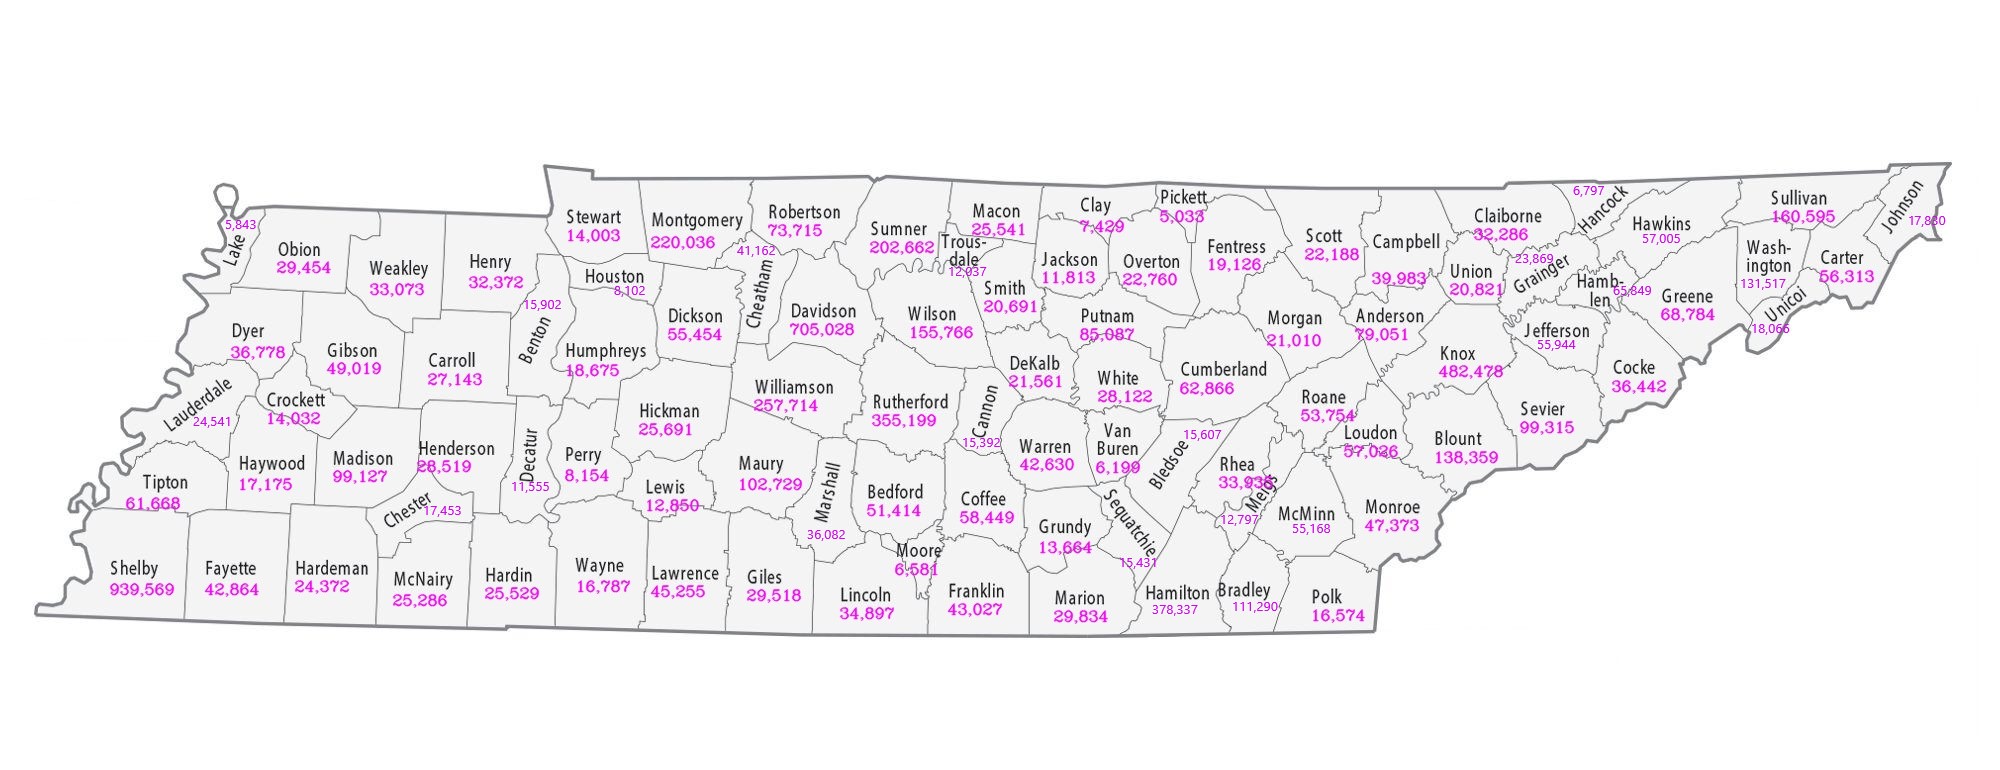 Lake
5,843
Obion
29,454
Weakley
33,073
Henry
32,372
Stewart
14,003
Montgomery
220,036
Robertson
73,715
Sumner
202,662
Macon
25,541
Clay
7,429
Pickett
5,033
Fentress
19,126
Scott
22,188
Campbell
39,983
Claiborne
32,286
Hancock
6,797
Hawkins
57,005
Sullivan
160,595
Johnson
17,830
Carter
56,313
Wash-
ington
131,517
Unicoi
18,066
Greene
68,784
Hamb-
len
65,849
Grainger
23,869
Union
20,821
Jefferson
55,944
Cocke
36,442
Sevier
99,315
Knox
482,478
Anderson
79,051
Morgan
21,010
Overton
22,760
Jackson
11,813
Trous-
dale
12,037
Smith
20,691
Putnam
85,087
Wilson
155,766
Davidson
705,028
Cheatham
41,162
Dickson
55,454
Houston
8,102
Humphreys
18,675
Benton
15,902
Carroll
27,143
Gibson
49,019
Dyer
36,778
Lauderdale
24,541
Crockett
14,032
Haywood
17,175
Madison
99,127
Henderson
28,519
Decatur
11,555
Perry
8,154
Hickman
25,691
Williamson
257,714
Rutherford
355,199
Cannon
15,392
DeKalb
21,561
White
28,122
Cumberland
62,866
Roane
53,754
Loudon
57,026
Blount
138,359
Monroe
47,373
McMinn
55,168
Meigs
12,797
Rhea
33,938
Bledsoe
15,607
Van
Buren
6,199
Warren
42,630
Coffee
58,449
Bedford
51,414
Marshall
36,082
Maury
102,729
Lewis
12,850
Chester
17,453
Tipton
61,668
Shelby
939,569
Fayette
42,864
Hardeman
24,372
McNairy
25,286
Hardin
25,529
Wayne
16,787
Lawrence
45,255
Giles
29,518
Lincoln
34,897
Moore
6,581
Franklin
43,027
Grundy
13,664
Sequatchie
15,431
Marion
29,834
Hamilton
378,337
Bradley
111,290
Polk
16,574